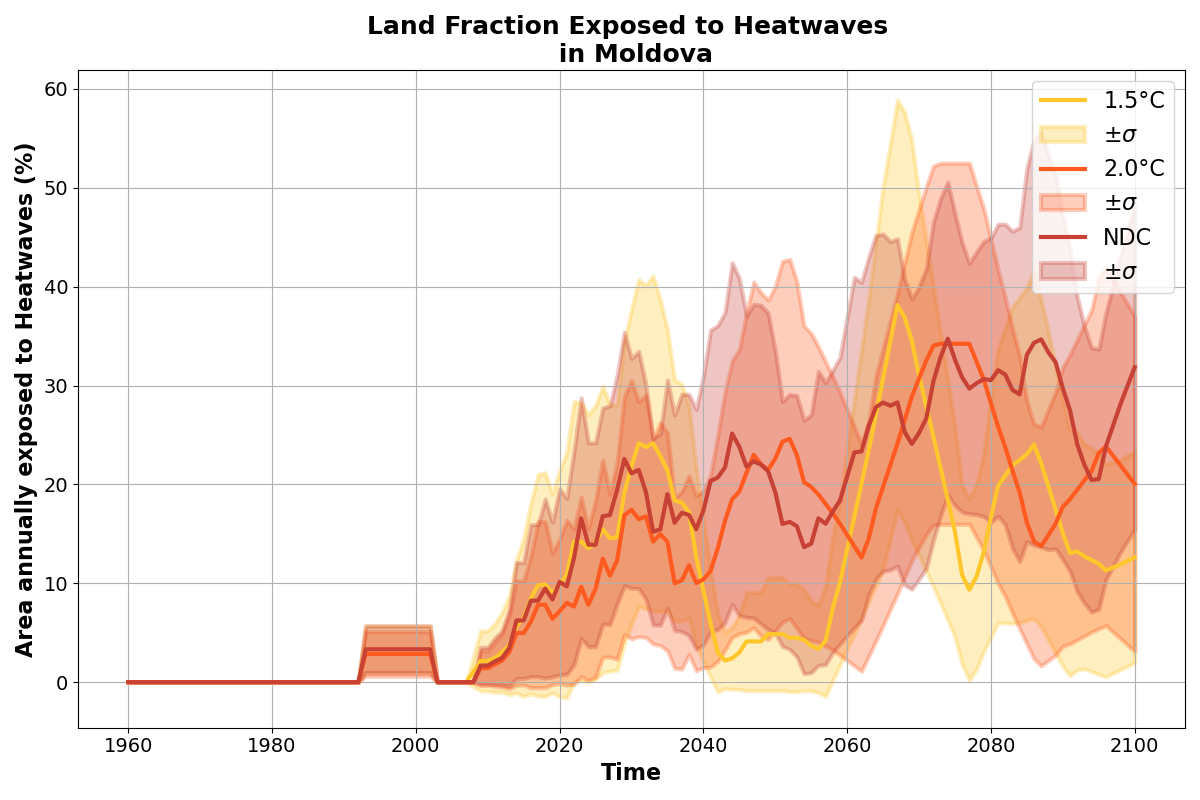 Land Fraction Exposed to Heatwaves
in Moldova
Area annually exposed to Heatwaves (%)
60
50
40
30
20
10
0
1960
1980
2000
2020
2040
2060
2080
2100
Time
1.5°C
±σ
2.0°C
±σ
NDC
±σ